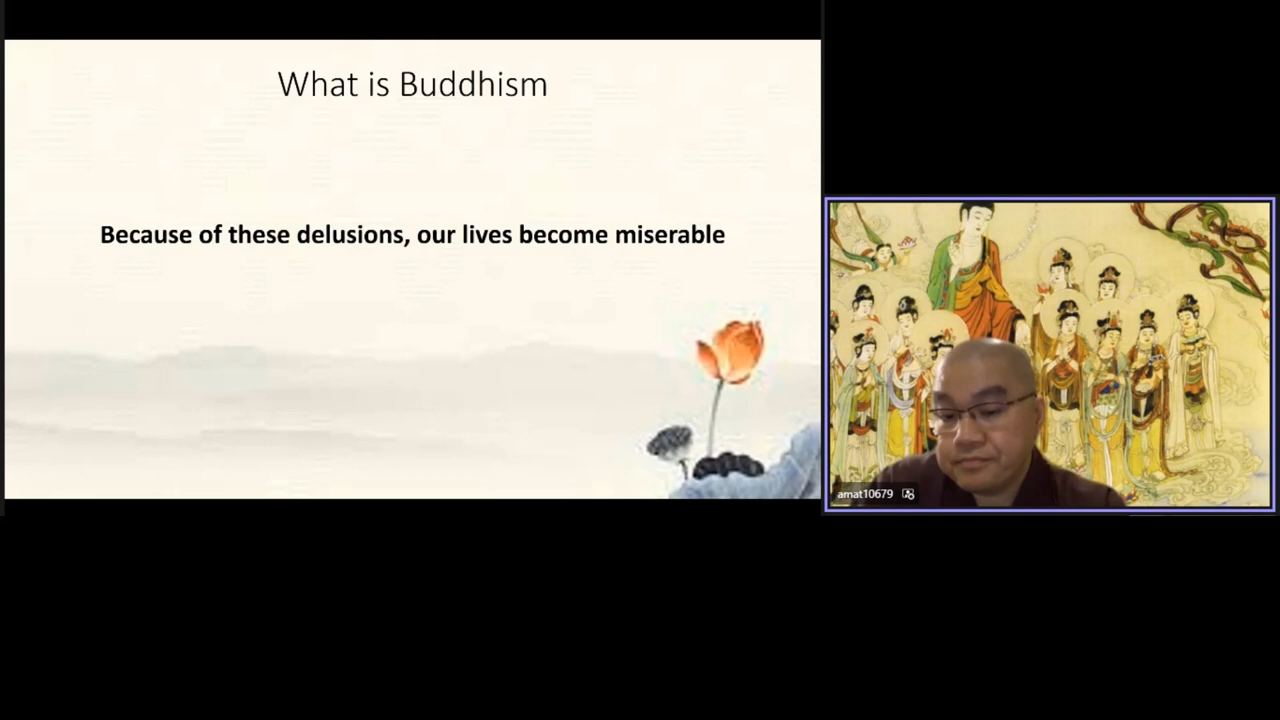 What is Buddhism
Because of these delusions, our lives become miserable
amat10679